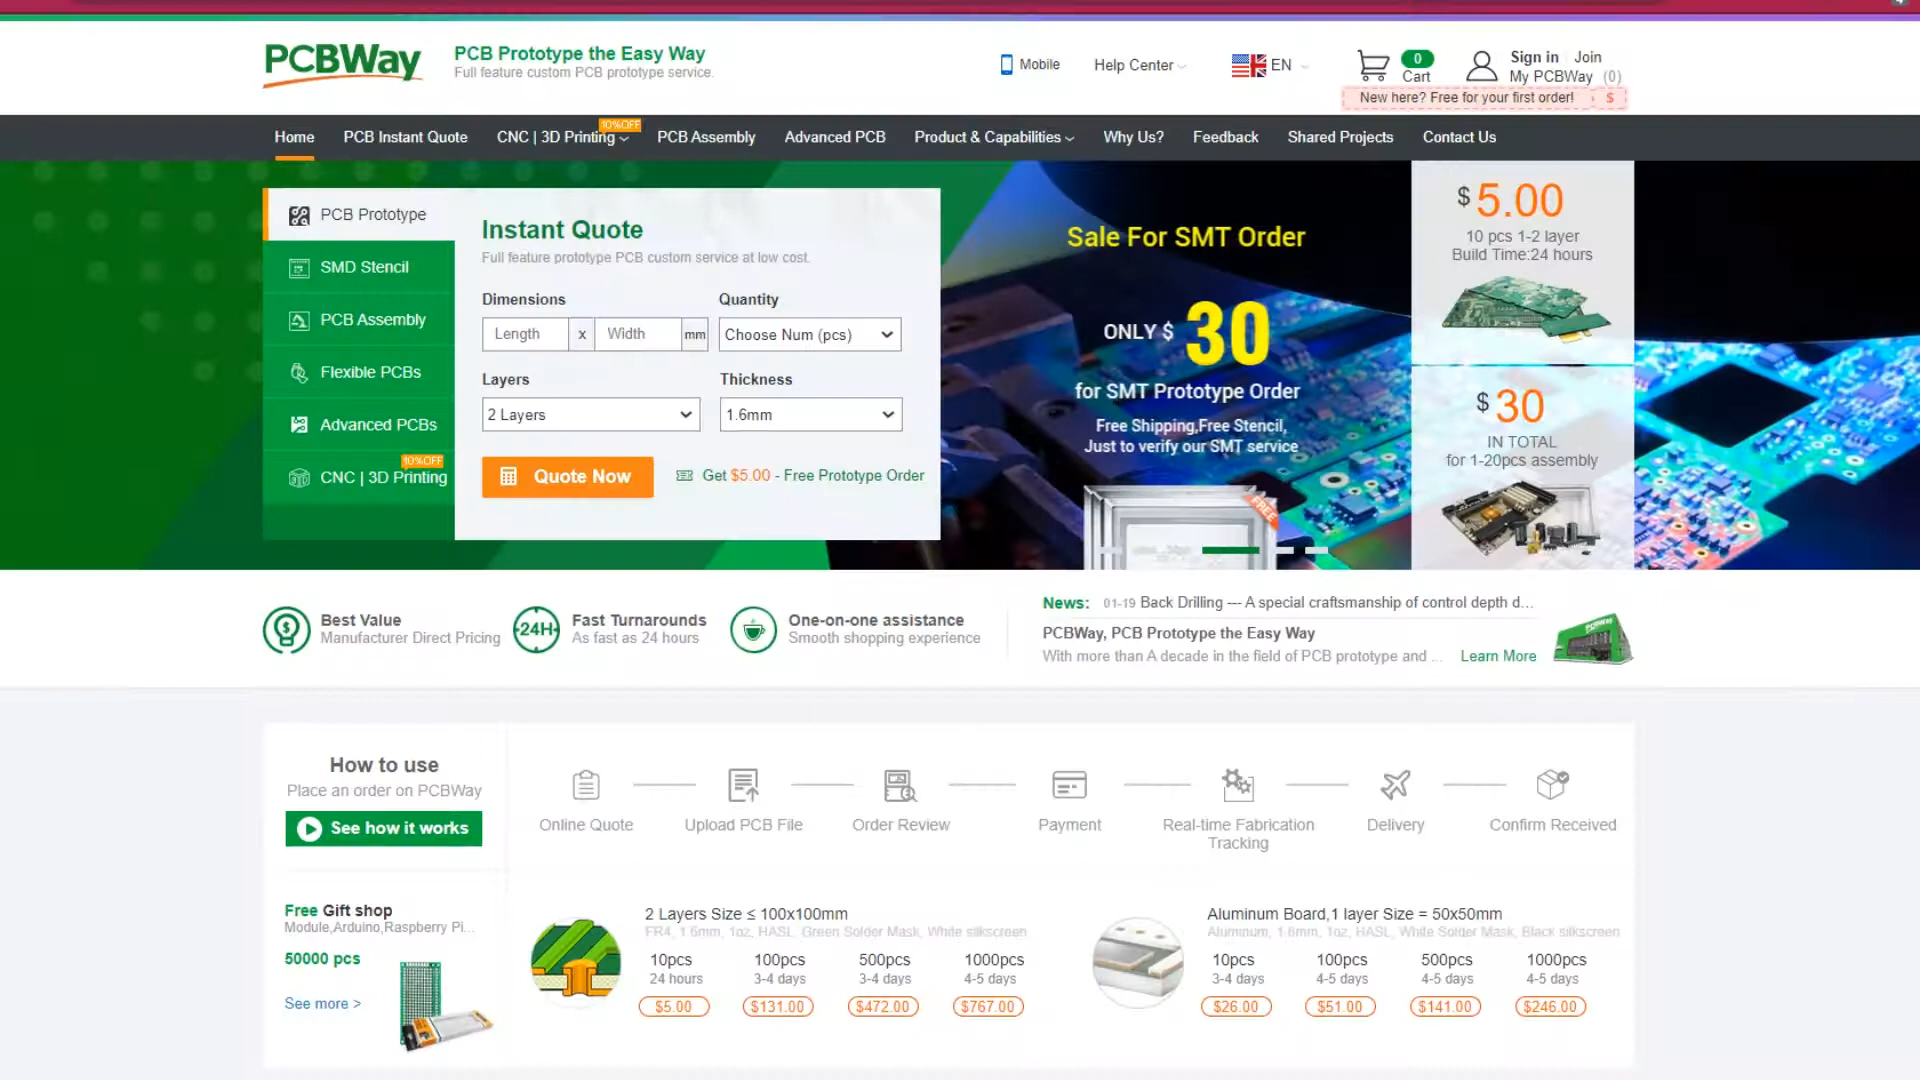 PCBWay
PCB Prototype the Easy Way
Full feature custom PCB prototype service.
Mobile
Help Center
EN
0
Cart
Sign in
Join
My PCBWay (0)
New here? Free for your first order! $
Home
PCB Instant Quote
CNC | 3D Printing
10%OFF
PCB Assembly
Advanced PCB
Product & Capabilities
Why Us?
Feedback
Shared Projects
Contact Us
PCB Prototype
SMD Stencil
PCB Assembly
Flexible PCBs
Advanced PCBs
10%OFF
CNC | 3D Printing
Instant Quote
Full feature prototype PCB custom service at low cost.
Dimensions
Quantity
Length x Width mm
Choose Num (pcs)
Layers
Thickness
2 Layers
1.6mm
Quote Now
Get $5.00 - Free Prototype Order
Sale For SMT Order
ONLY $ 30
for SMT Prototype Order
Free Shipping,Free Stencil,
Just to verify our SMT service
FREE
$ 5.00
10 pcs 1-2 layer
Build Time:24 hours
$ 30
IN TOTAL
for 1-20pcs assembly
Best Value
Manufacturer Direct Pricing
24H
Fast Turnarounds
As fast as 24 hours
One-on-one assistance
Smooth shopping experience
News: 01-19 Back Drilling --- A special craftsmanship of control depth d...
PCBWay, PCB Prototype the Easy Way
With more than A decade in the field of PCB prototype and ... Learn More
PCBWay
How to use
Place an order on PCBWay
See how it works
Online Quote
Upload PCB File
Order Review
Payment
Real-time Fabrication
Tracking
Delivery
Confirm Received
Free Gift shop
Module,Arduino,Raspberry Pi...
50000 pcs
See more >
2 Layers Size ≤ 100x100mm
FR4, 1.6mm, 1oz, HASL, Green Solder Mask, White silkscreen
10pcs 100pcs 500pcs 1000pcs
24 hours 3-4 days 3-4 days 4-5 days
$5.00 $131.00 $472.00 $767.00
Aluminum Board,1 layer Size = 50x50mm
Aluminum, 1.6mm, 1oz, HASL, White Solder Mask, Black silkscreen
10pcs 100pcs 500pcs 1000pcs
3-4 days 4-5 days 4-5 days 4-5 days
$26.00 $51.00 $141.00 $246.00